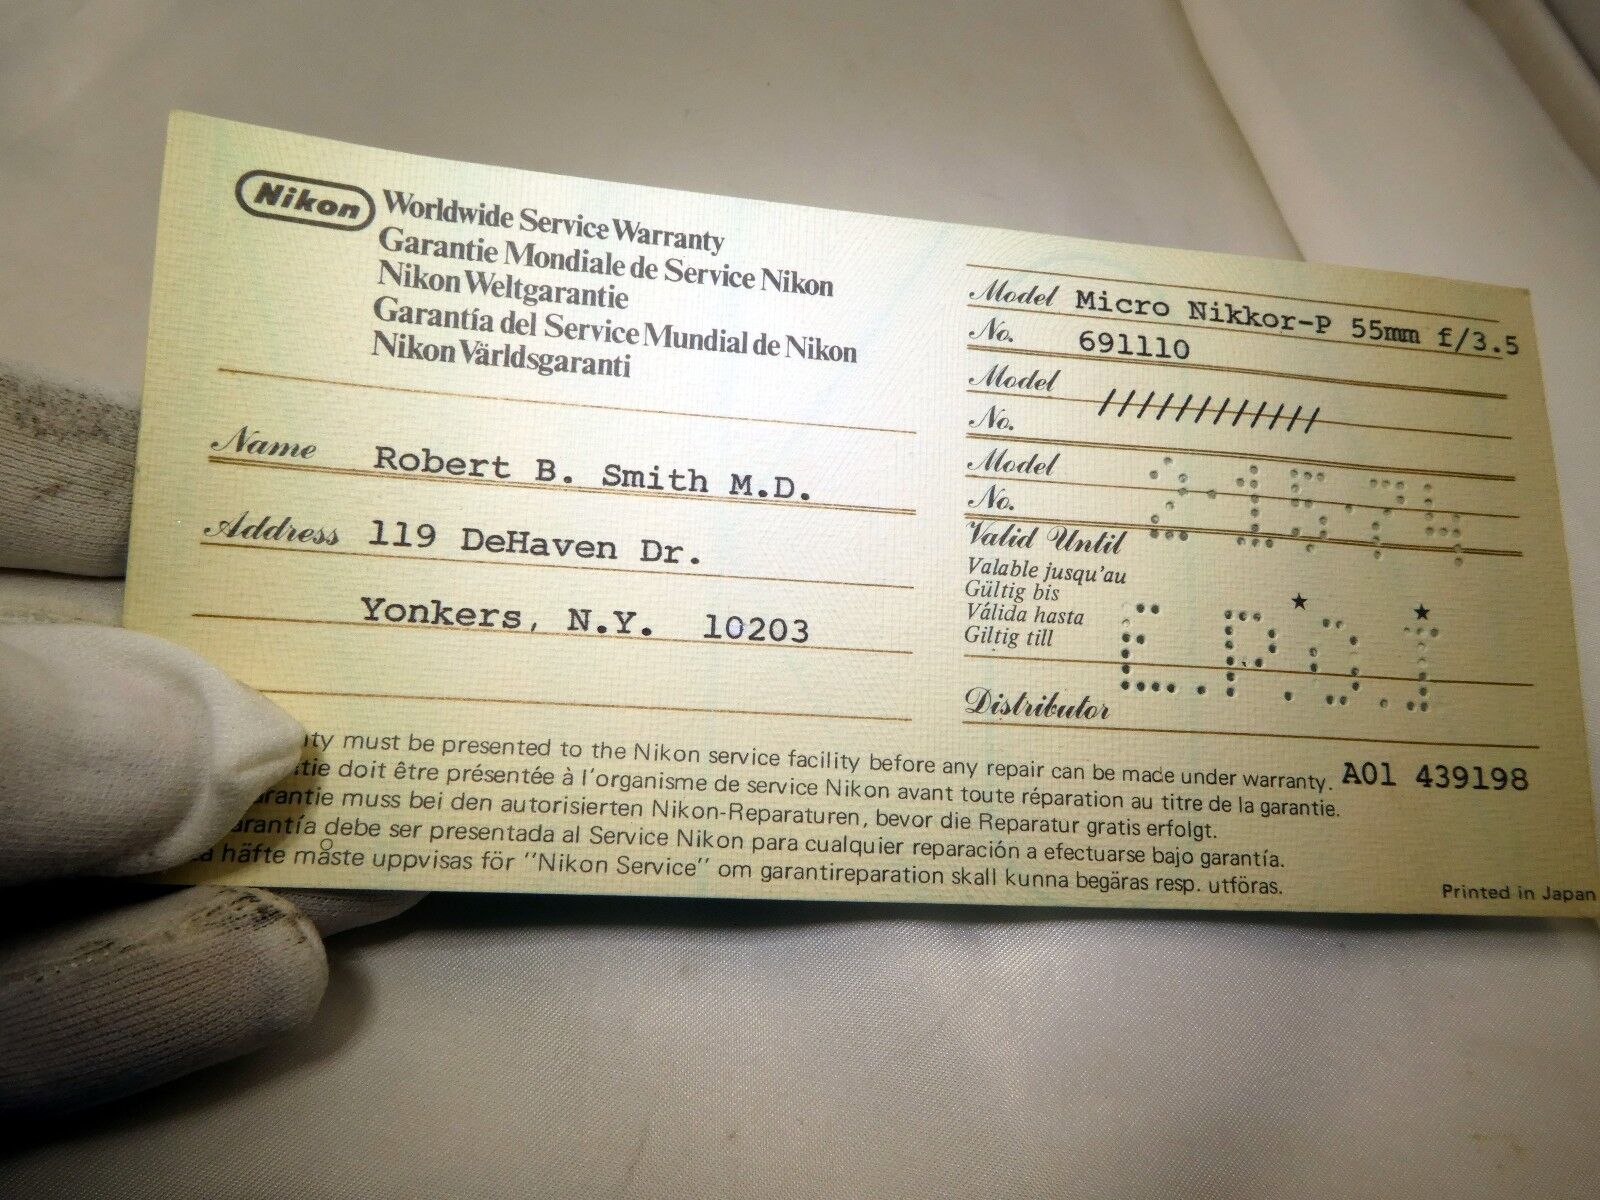 Nikon Worldwide Service Warranty
Garantie Mondiale de Service Nikon
Nikon Weltgarantie
Garantía del Service Mundial de Nikon
Nikon Världsgaranti
Name Robert B. Smith M.D.
Address 119 DeHaven Dr.
Yonkers, N.Y. 10203
Model Micro Nikkor-P 55mm f/3.5
No. 691110
Model ////////////
No.
Model
No.
Valid Until
Valable jusqu'au
Gültig bis
Válida hasta
Giltig till
E.P.O.I
Distributor
must be presented to the Nikon service facility before any repair can be made under warranty. A01 439198
doit être présentée à l'organisme de service Nikon avant toute réparation au titre de la garantie.
muss bei den autorisierten Nikon-Reparaturen, bevor die Reparatur gratis erfolgt.
debe ser presentada al Service Nikon para cualquier reparación a efectuarse bajo garantía.
häfte måste uppvisas för "Nikon Service" om garantireparation skall kunna begäras resp. utföras.
Printed in Japan